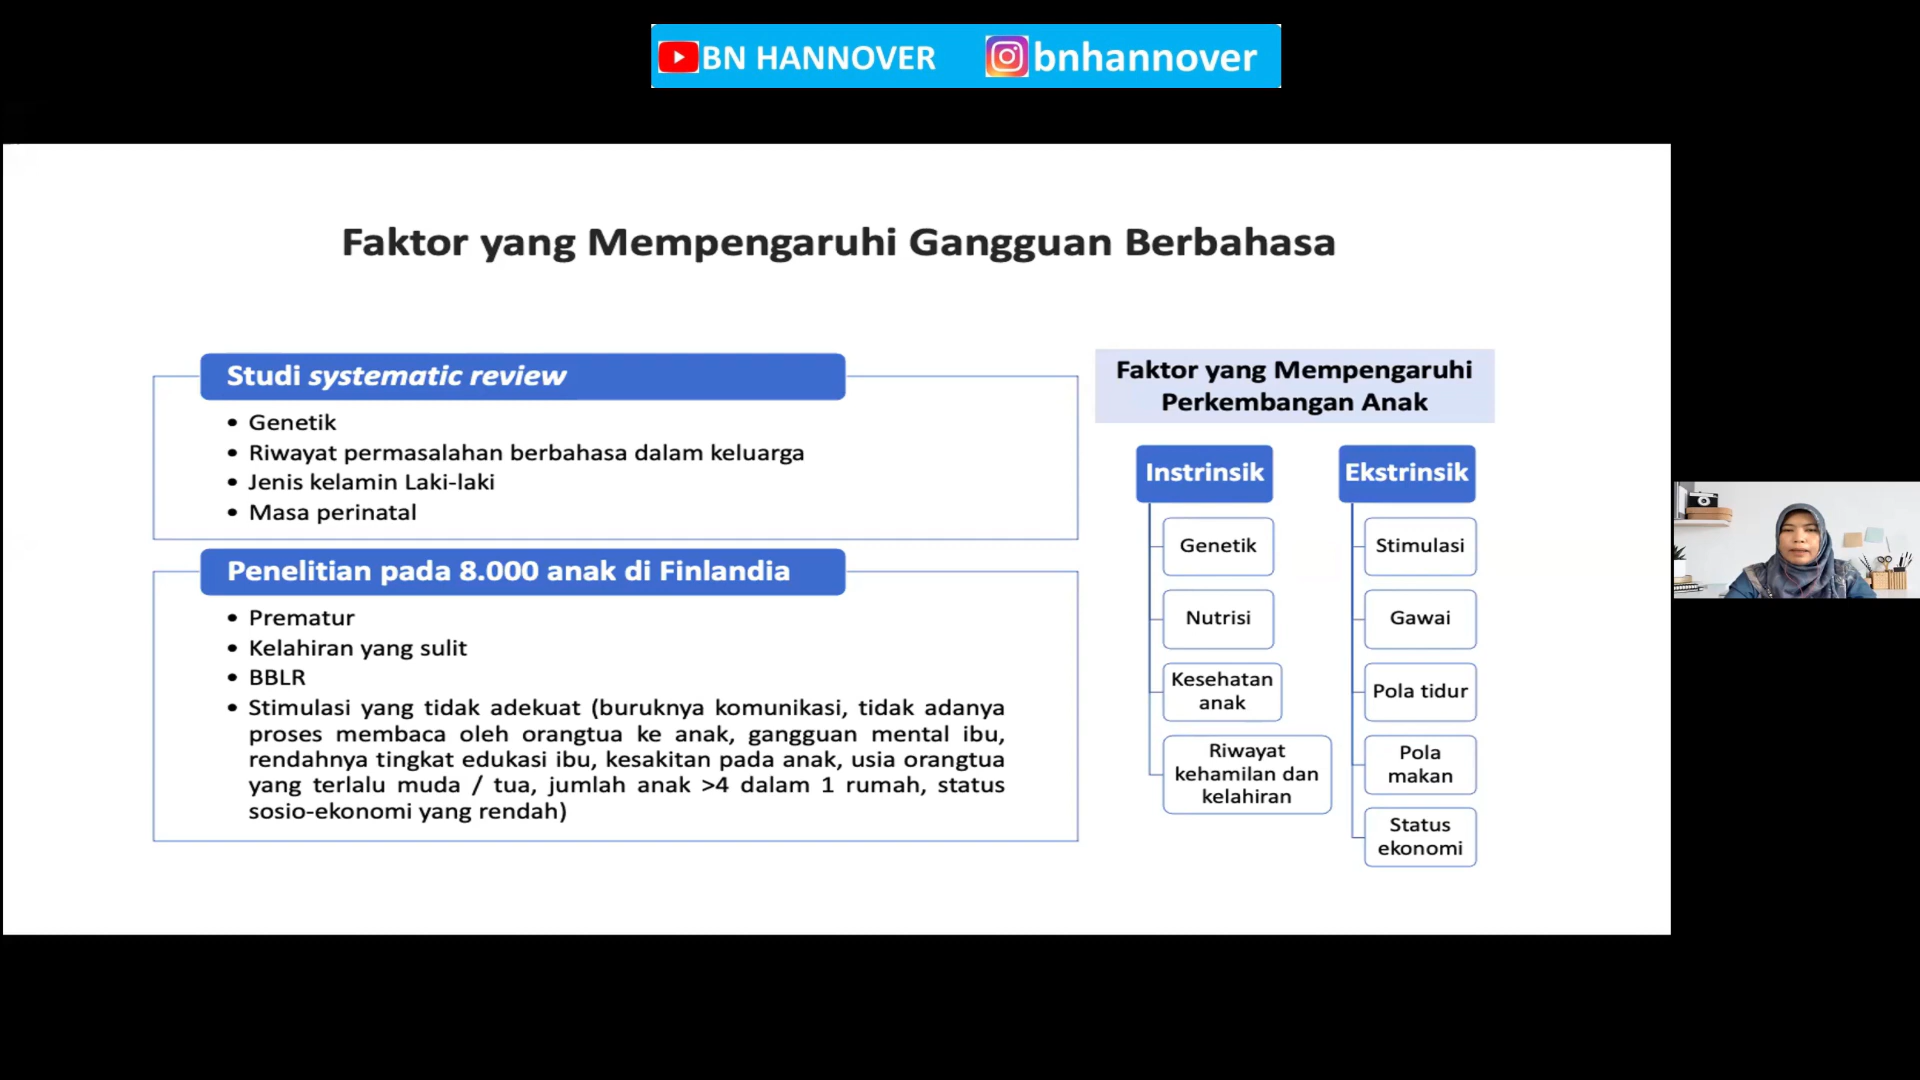 BN HANNOVER
bnhannover
Faktor yang Mempengaruhi Gangguan Berbahasa
Studi systematic review
• Genetik
• Riwayat permasalahan berbahasa dalam keluarga
• Jenis kelamin Laki-laki
• Masa perinatal
Penelitian pada 8.000 anak di Finlandia
• Prematur
• Kelahiran yang sulit
• BBLR
• Stimulasi yang tidak adekuat (buruknya komunikasi, tidak adanya
proses membaca oleh orangtua ke anak, gangguan mental ibu,
rendahnya tingkat edukasi ibu, kesakitan pada anak, usia orangtua
yang terlalu muda / tua, jumlah anak >4 dalam 1 rumah, status
sosio-ekonomi yang rendah)
Faktor yang Mempengaruhi
Perkembangan Anak
Instrinsik
Genetik
Nutrisi
Kesehatan
anak
Riwayat
kehamilan dan
kelahiran
Ekstrinsik
Stimulasi
Gawai
Pola tidur
Pola
makan
Status
ekonomi